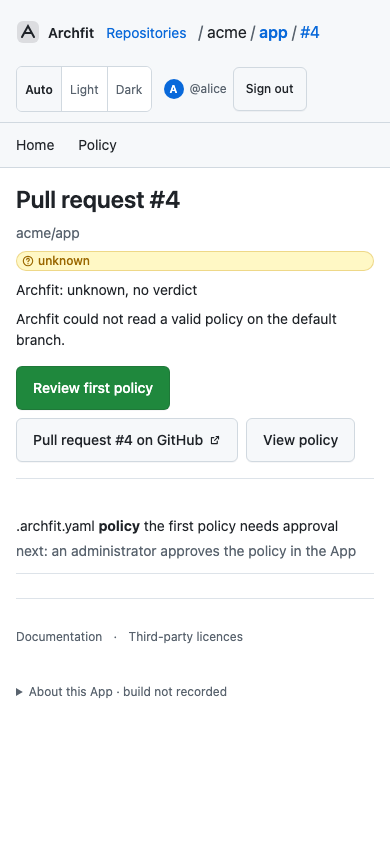 Archfit Repositories / acme / app / #4
Auto Light Dark A @alice Sign out
Home Policy
Pull request #4
acme/app
unknown
Archfit: unknown, no verdict
Archfit could not read a valid policy on the default
branch.
Review first policy
Pull request #4 on GitHub View policy
.archfit.yaml policy the first policy needs approval
next: an administrator approves the policy in the App
Documentation · Third-party licences
About this App · build not recorded